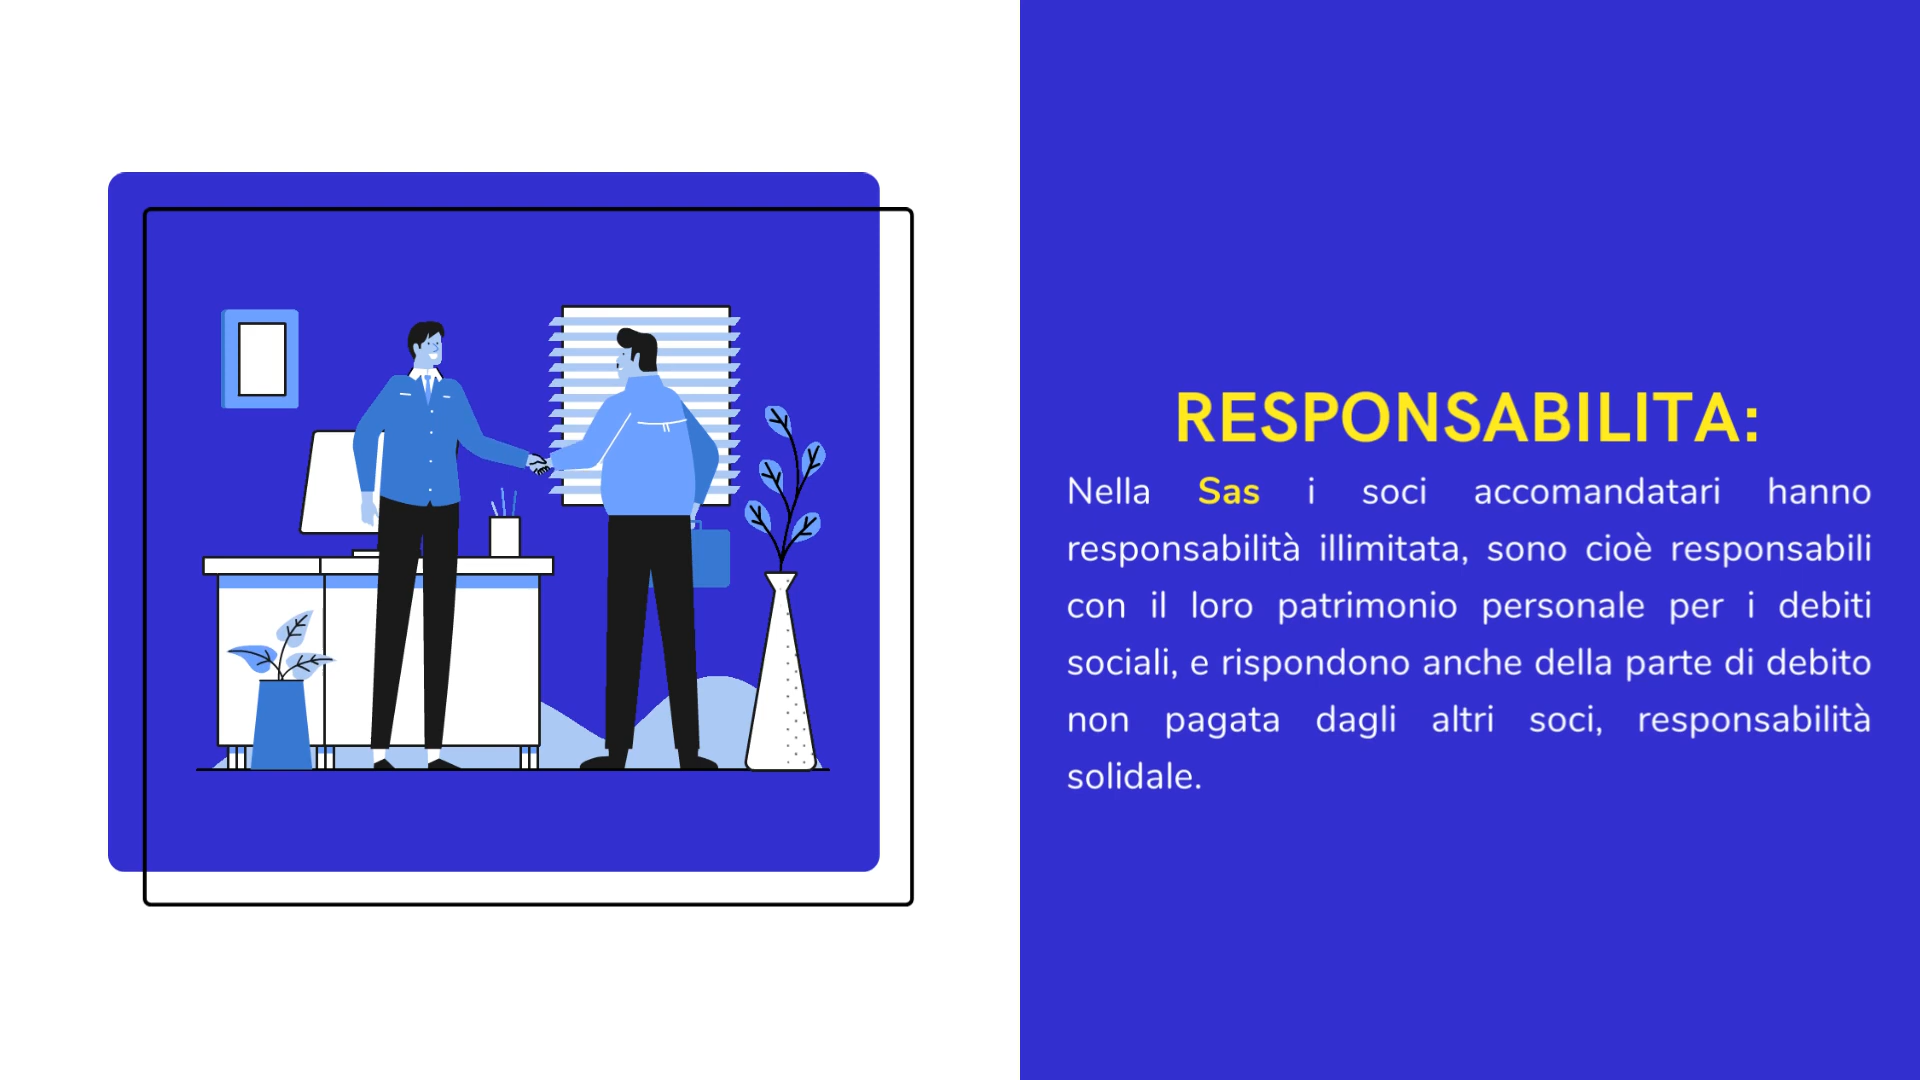 RESPONSABILITA:
Nella Sas i soci accomandatari hanno
responsabilità illimitata, sono cioè responsabili
con il loro patrimonio personale per i debiti
sociali, e rispondono anche della parte di debito
non pagata dagli altri soci, responsabilità
solidale.